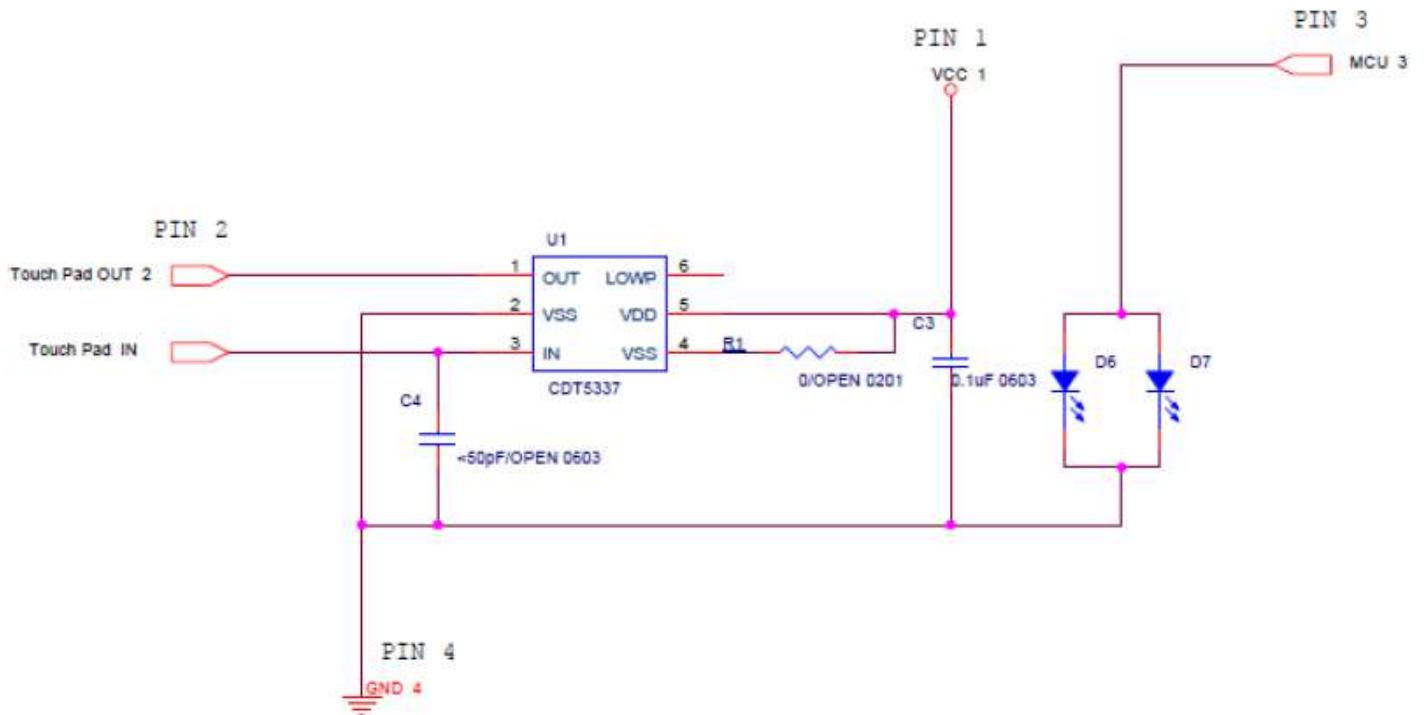 PIN 3
MCU 3
PIN 1
VCC 1
PIN 2
Touch Pad OUT 2
Touch Pad IN
U1
1 OUT LOWP 6
2 VSS VDD 5
3 IN VSS 4
CDT5337
R1
0/OPEN 0201
C3
0.1uF 0603
D6
D7
C4
<50pF/OPEN 0603
PIN 4
GND 4